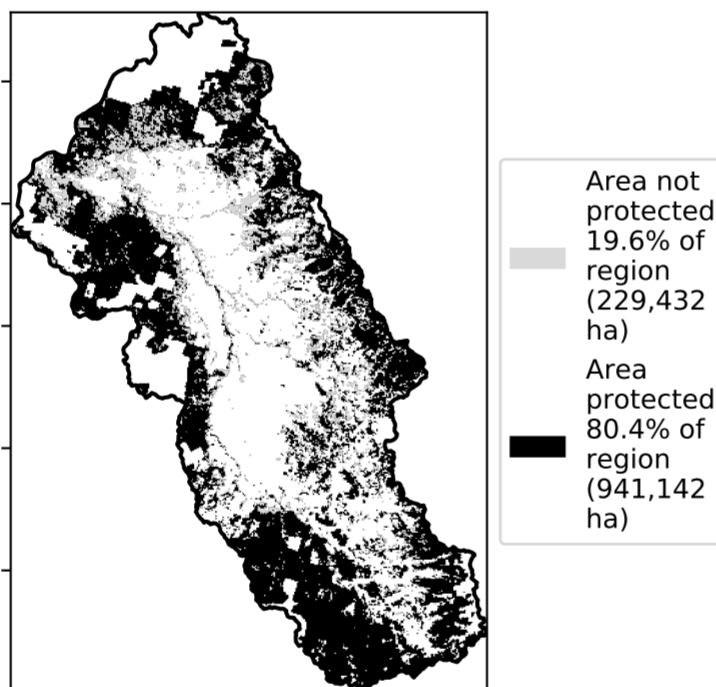 Area not
protected
19.6% of
region
(229,432
ha)
Area
protected
80.4% of
region
(941,142
ha)